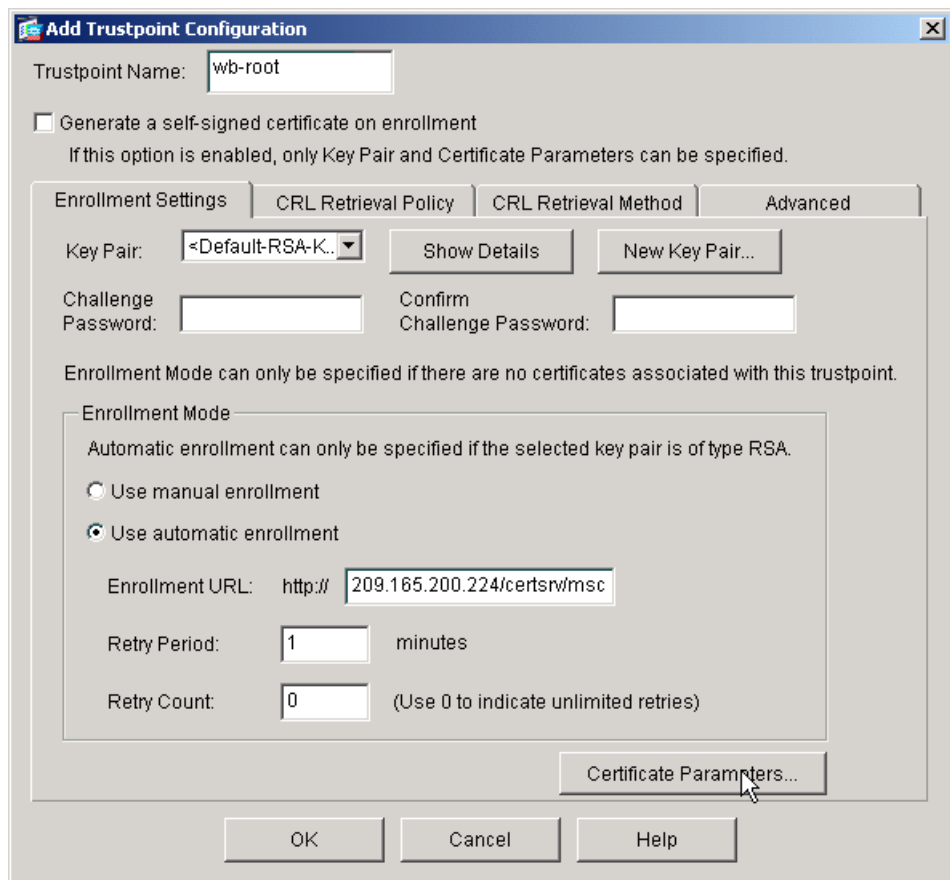 Add Trustpoint Configuration
Trustpoint Name: wb-root
Generate a self-signed certificate on enrollment
If this option is enabled, only Key Pair and Certificate Parameters can be specified.
Enrollment Settings CRL Retrieval Policy CRL Retrieval Method Advanced
Key Pair: <Default-RSA-K.. Show Details New Key Pair...
Challenge Confirm
Password: Challenge Password:
Enrollment Mode can only be specified if there are no certificates associated with this trustpoint.
Enrollment Mode
Automatic enrollment can only be specified if the selected key pair is of type RSA.
Use manual enrollment
Use automatic enrollment
Enrollment URL: http:// 209.165.200.224/certsrv/msc
Retry Period: 1 minutes
Retry Count: 0 (Use 0 to indicate unlimited retries)
Certificate Parameters...
OK Cancel Help